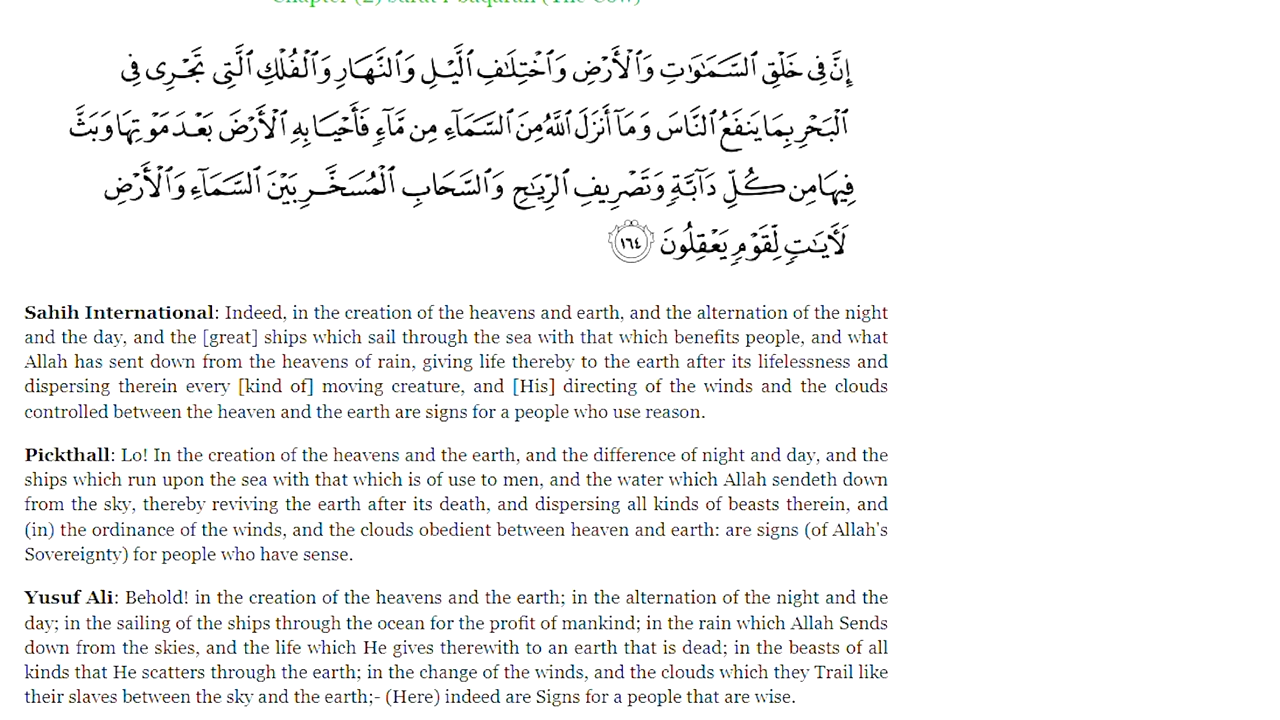 Chapter (2) sūrat l-baqarah (The Cow)
إِنَّ فِى خَلْقِ ٱلسَّمَـٰوَٰتِ وَٱلْأَرْضِ وَٱخْتِلَـٰفِ ٱلَّيْلِ وَٱلنَّهَارِ وَٱلْفُلْكِ ٱلَّتِى تَجْرِى فِى
ٱلْبَحْرِ بِمَا يَنفَعُ ٱلنَّاسَ وَمَآ أَنزَلَ ٱللَّهُ مِنَ ٱلسَّمَآءِ مِن مَّآءٍ فَأَحْيَا بِهِ ٱلْأَرْضَ بَعْدَ مَوْتِهَا وَبَثَّ
فِيهَا مِن كُلِّ دَآبَّةٍ وَتَصْرِيفِ ٱلرِّيَـٰحِ وَٱلسَّحَابِ ٱلْمُسَخَّرِ بَيْنَ ٱلسَّمَآءِ وَٱلْأَرْضِ
لَـَٔايَـٰتٍ لِّقَوْمٍ يَعْقِلُونَ ١٦٤
Sahih International: Indeed, in the creation of the heavens and earth, and the alternation of the night
and the day, and the [great] ships which sail through the sea with that which benefits people, and what
Allah has sent down from the heavens of rain, giving life thereby to the earth after its lifelessness and
dispersing therein every [kind of] moving creature, and [His] directing of the winds and the clouds
controlled between the heaven and the earth are signs for a people who use reason.
Pickthall: Lo! In the creation of the heavens and the earth, and the difference of night and day, and the
ships which run upon the sea with that which is of use to men, and the water which Allah sendeth down
from the sky, thereby reviving the earth after its death, and dispersing all kinds of beasts therein, and
(in) the ordinance of the winds, and the clouds obedient between heaven and earth: are signs (of Allah's
Sovereignty) for people who have sense.
Yusuf Ali: Behold! in the creation of the heavens and the earth; in the alternation of the night and the
day; in the sailing of the ships through the ocean for the profit of mankind; in the rain which Allah Sends
down from the skies, and the life which He gives therewith to an earth that is dead; in the beasts of all
kinds that He scatters through the earth; in the change of the winds, and the clouds which they Trail like
their slaves between the sky and the earth;- (Here) indeed are Signs for a people that are wise.